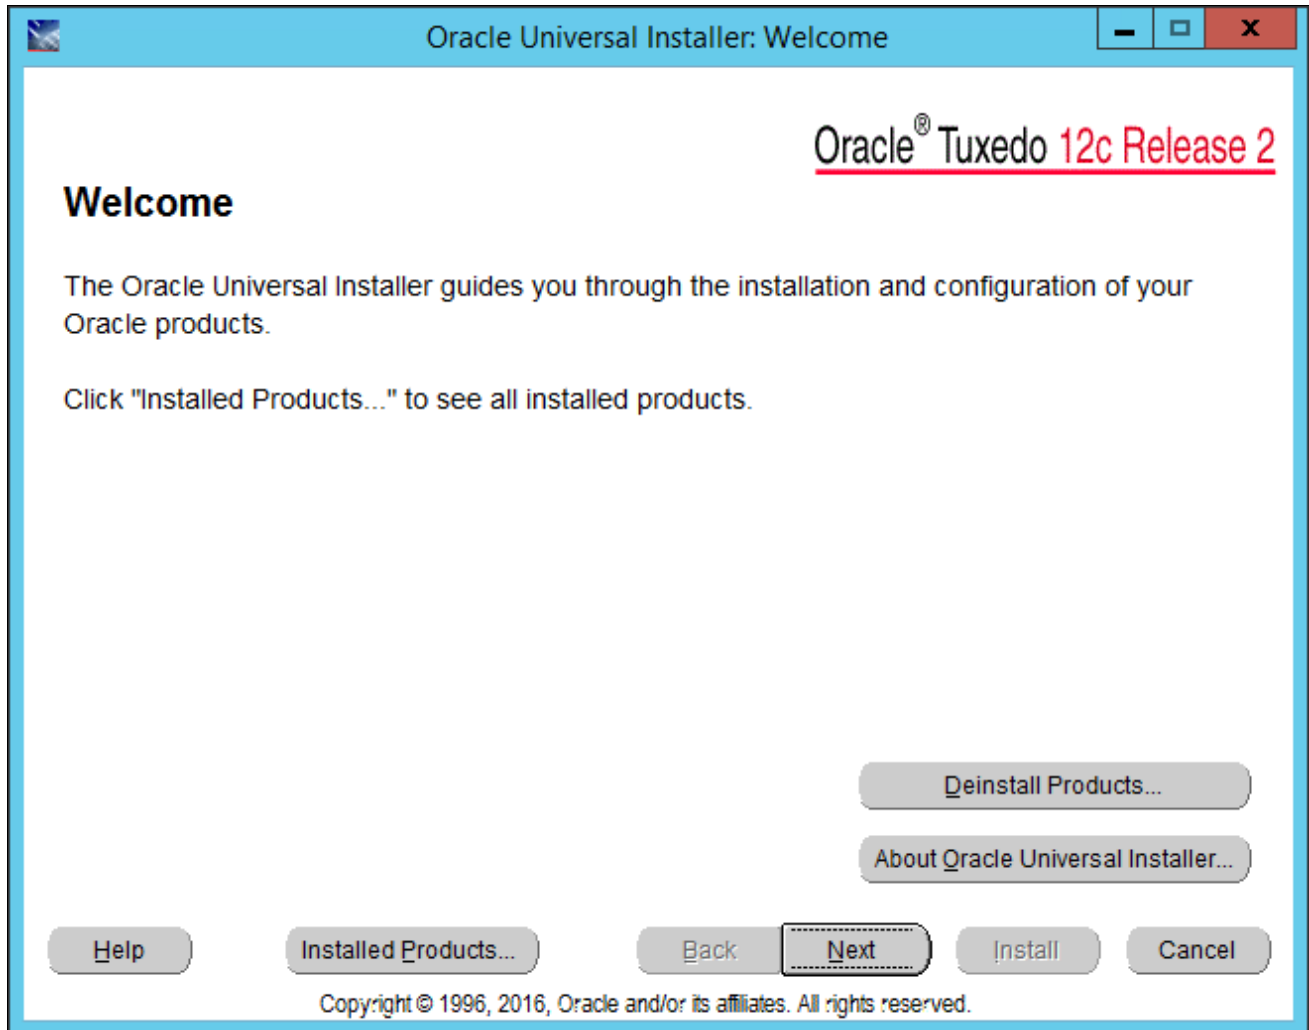 Oracle Universal Installer: Welcome
Oracle® Tuxedo 12c Release 2
Welcome
The Oracle Universal Installer guides you through the installation and configuration of your
Oracle products.
Click "Installed Products..." to see all installed products.
Deinstall Products...
About Oracle Universal Installer...
Help Installed Products... Back Next Install Cancel
Copyright © 1996, 2016, Oracle and/or its affiliates. All rights reserved.